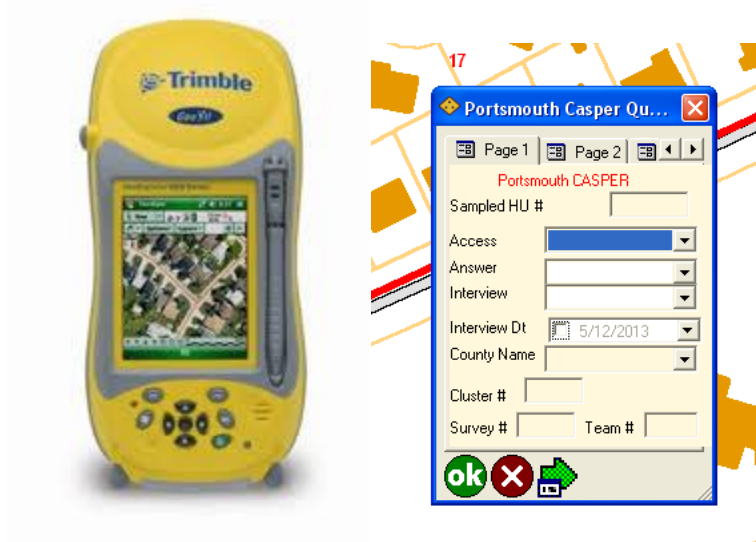 Trimble
GeoXH
17
Portsmouth Casper Qu...
Page 1
Page 2
Portsmouth CASPER
Sampled HU #
Access
Answer
Interview
Interview Dt
5/12/2013
County Name
Cluster #
Survey #
Team #
ok